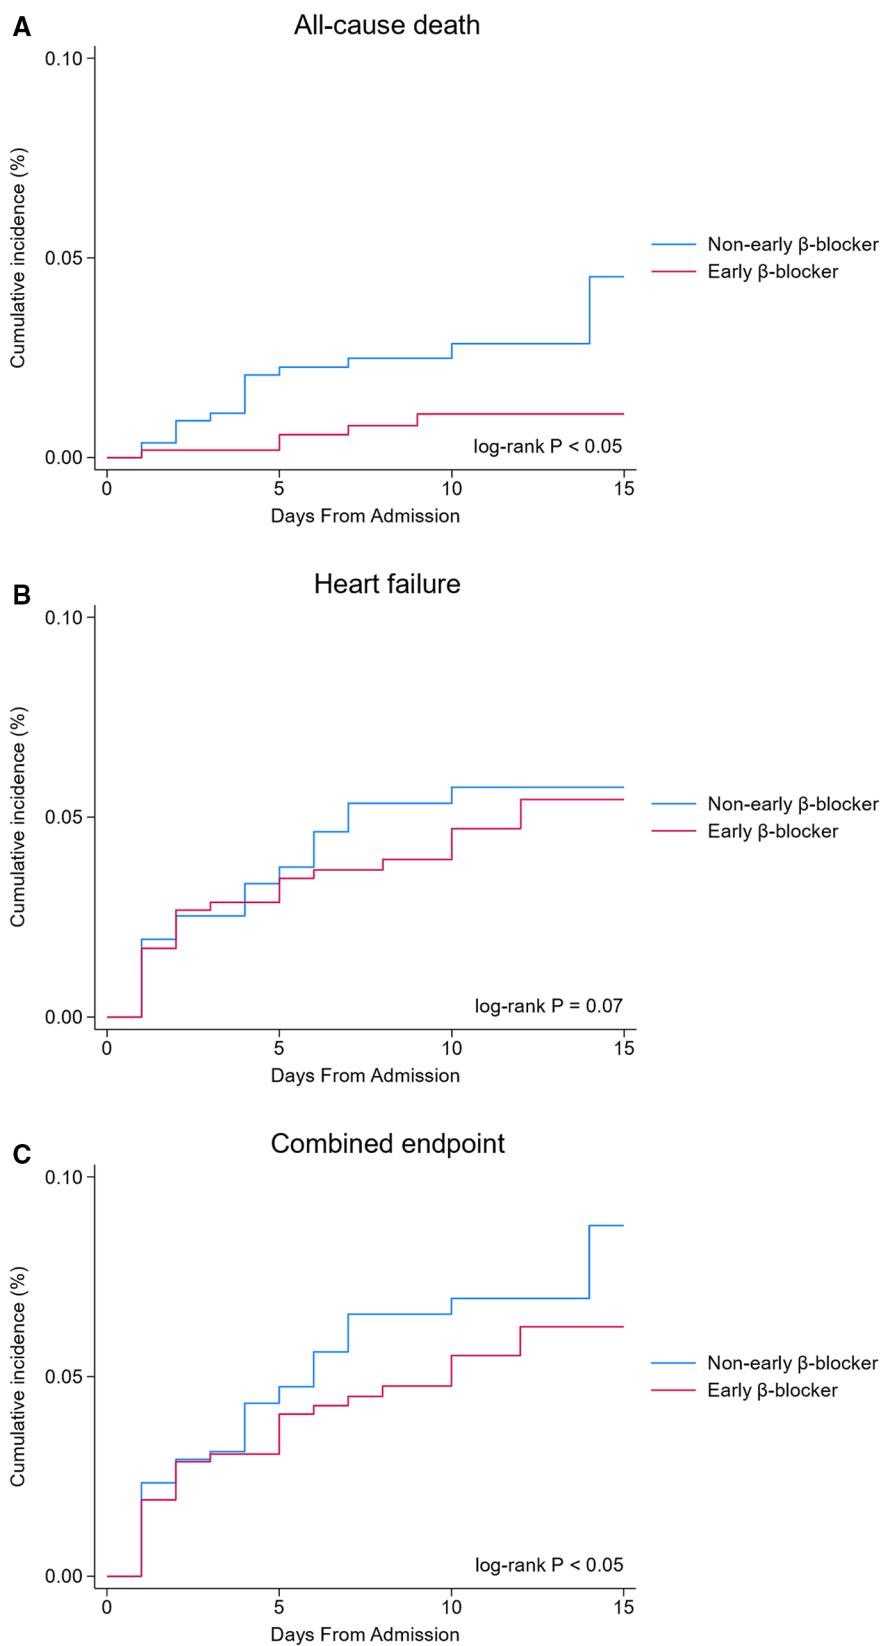 A
All-cause death
0.10
0.05
0.00
Cumulative incidence (%)
Non-early β-blocker
Early β-blocker
log-rank P < 0.05
0 5 10 15
Days From Admission
B
Heart failure
0.10
0.05
0.00
Cumulative incidence (%)
Non-early β-blocker
Early β-blocker
log-rank P = 0.07
0 5 10 15
Days From Admission
C
Combined endpoint
0.10
0.05
0.00
Cumulative incidence (%)
Non-early β-blocker
Early β-blocker
log-rank P < 0.05
0 5 10 15
Days From Admission